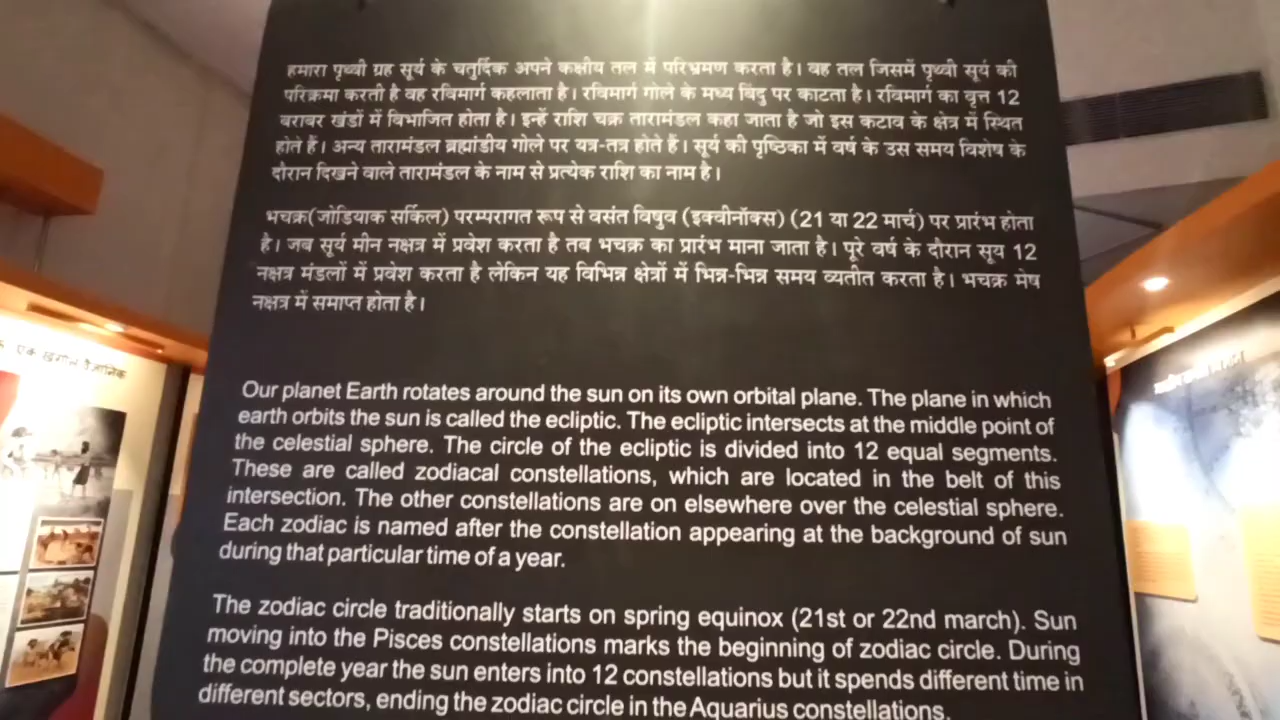 हमारा पृथ्वी ग्रह सूर्य के चतुर्दिक अपने कक्षीय तल में परिभ्रमण करता है। वह तल जिसमें पृथ्वी सूर्य की
परिक्रमा करती है वह रविमार्ग कहलाता है। रविमार्ग गोले के मध्य बिंदु पर काटता है। रविमार्ग का वृत्त 12
बराबर खंडों में विभाजित होता है। इन्हें राशि चक्र तारामंडल कहा जाता है जो इस कटाव के क्षेत्र में स्थित
होते हैं। अन्य तारामंडल ब्रह्मांडीय गोले पर यत्र-तत्र होते हैं। सूर्य की पृष्ठिका में वर्ष के उस समय विशेष के
दौरान दिखने वाले तारामंडल के नाम से प्रत्येक राशि का नाम है।
भचक्र(जोडियाक सर्किल) परम्परागत रूप से वसंत विषुव (इक्वीनॉक्स) (21 या 22 मार्च) पर प्रारंभ होता
है। जब सूर्य मीन नक्षत्र में प्रवेश करता है तब भचक्र का प्रारंभ माना जाता है। पूरे वर्ष के दौरान सूय 12
नक्षत्र मंडलों में प्रवेश करता है लेकिन यह विभिन्न क्षेत्रों में भिन्न-भिन्न समय व्यतीत करता है। भचक्र मेष
नक्षत्र में समाप्त होता है।
Our planet Earth rotates around the sun on its own orbital plane. The plane in which
earth orbits the sun is called the ecliptic. The ecliptic intersects at the middle point of
the celestial sphere. The circle of the ecliptic is divided into 12 equal segments.
These are called zodiacal constellations, which are located in the belt of this
intersection. The other constellations are on elsewhere over the celestial sphere.
Each zodiac is named after the constellation appearing at the background of sun
during that particular time of a year.
The zodiac circle traditionally starts on spring equinox (21st or 22nd march). Sun
moving into the Pisces constellations marks the beginning of zodiac circle. During
the complete year the sun enters into 12 constellations but it spends different time in
different sectors, ending the zodiac circle in the Aquarius constellations.
एक खगोल वैज्ञानिक